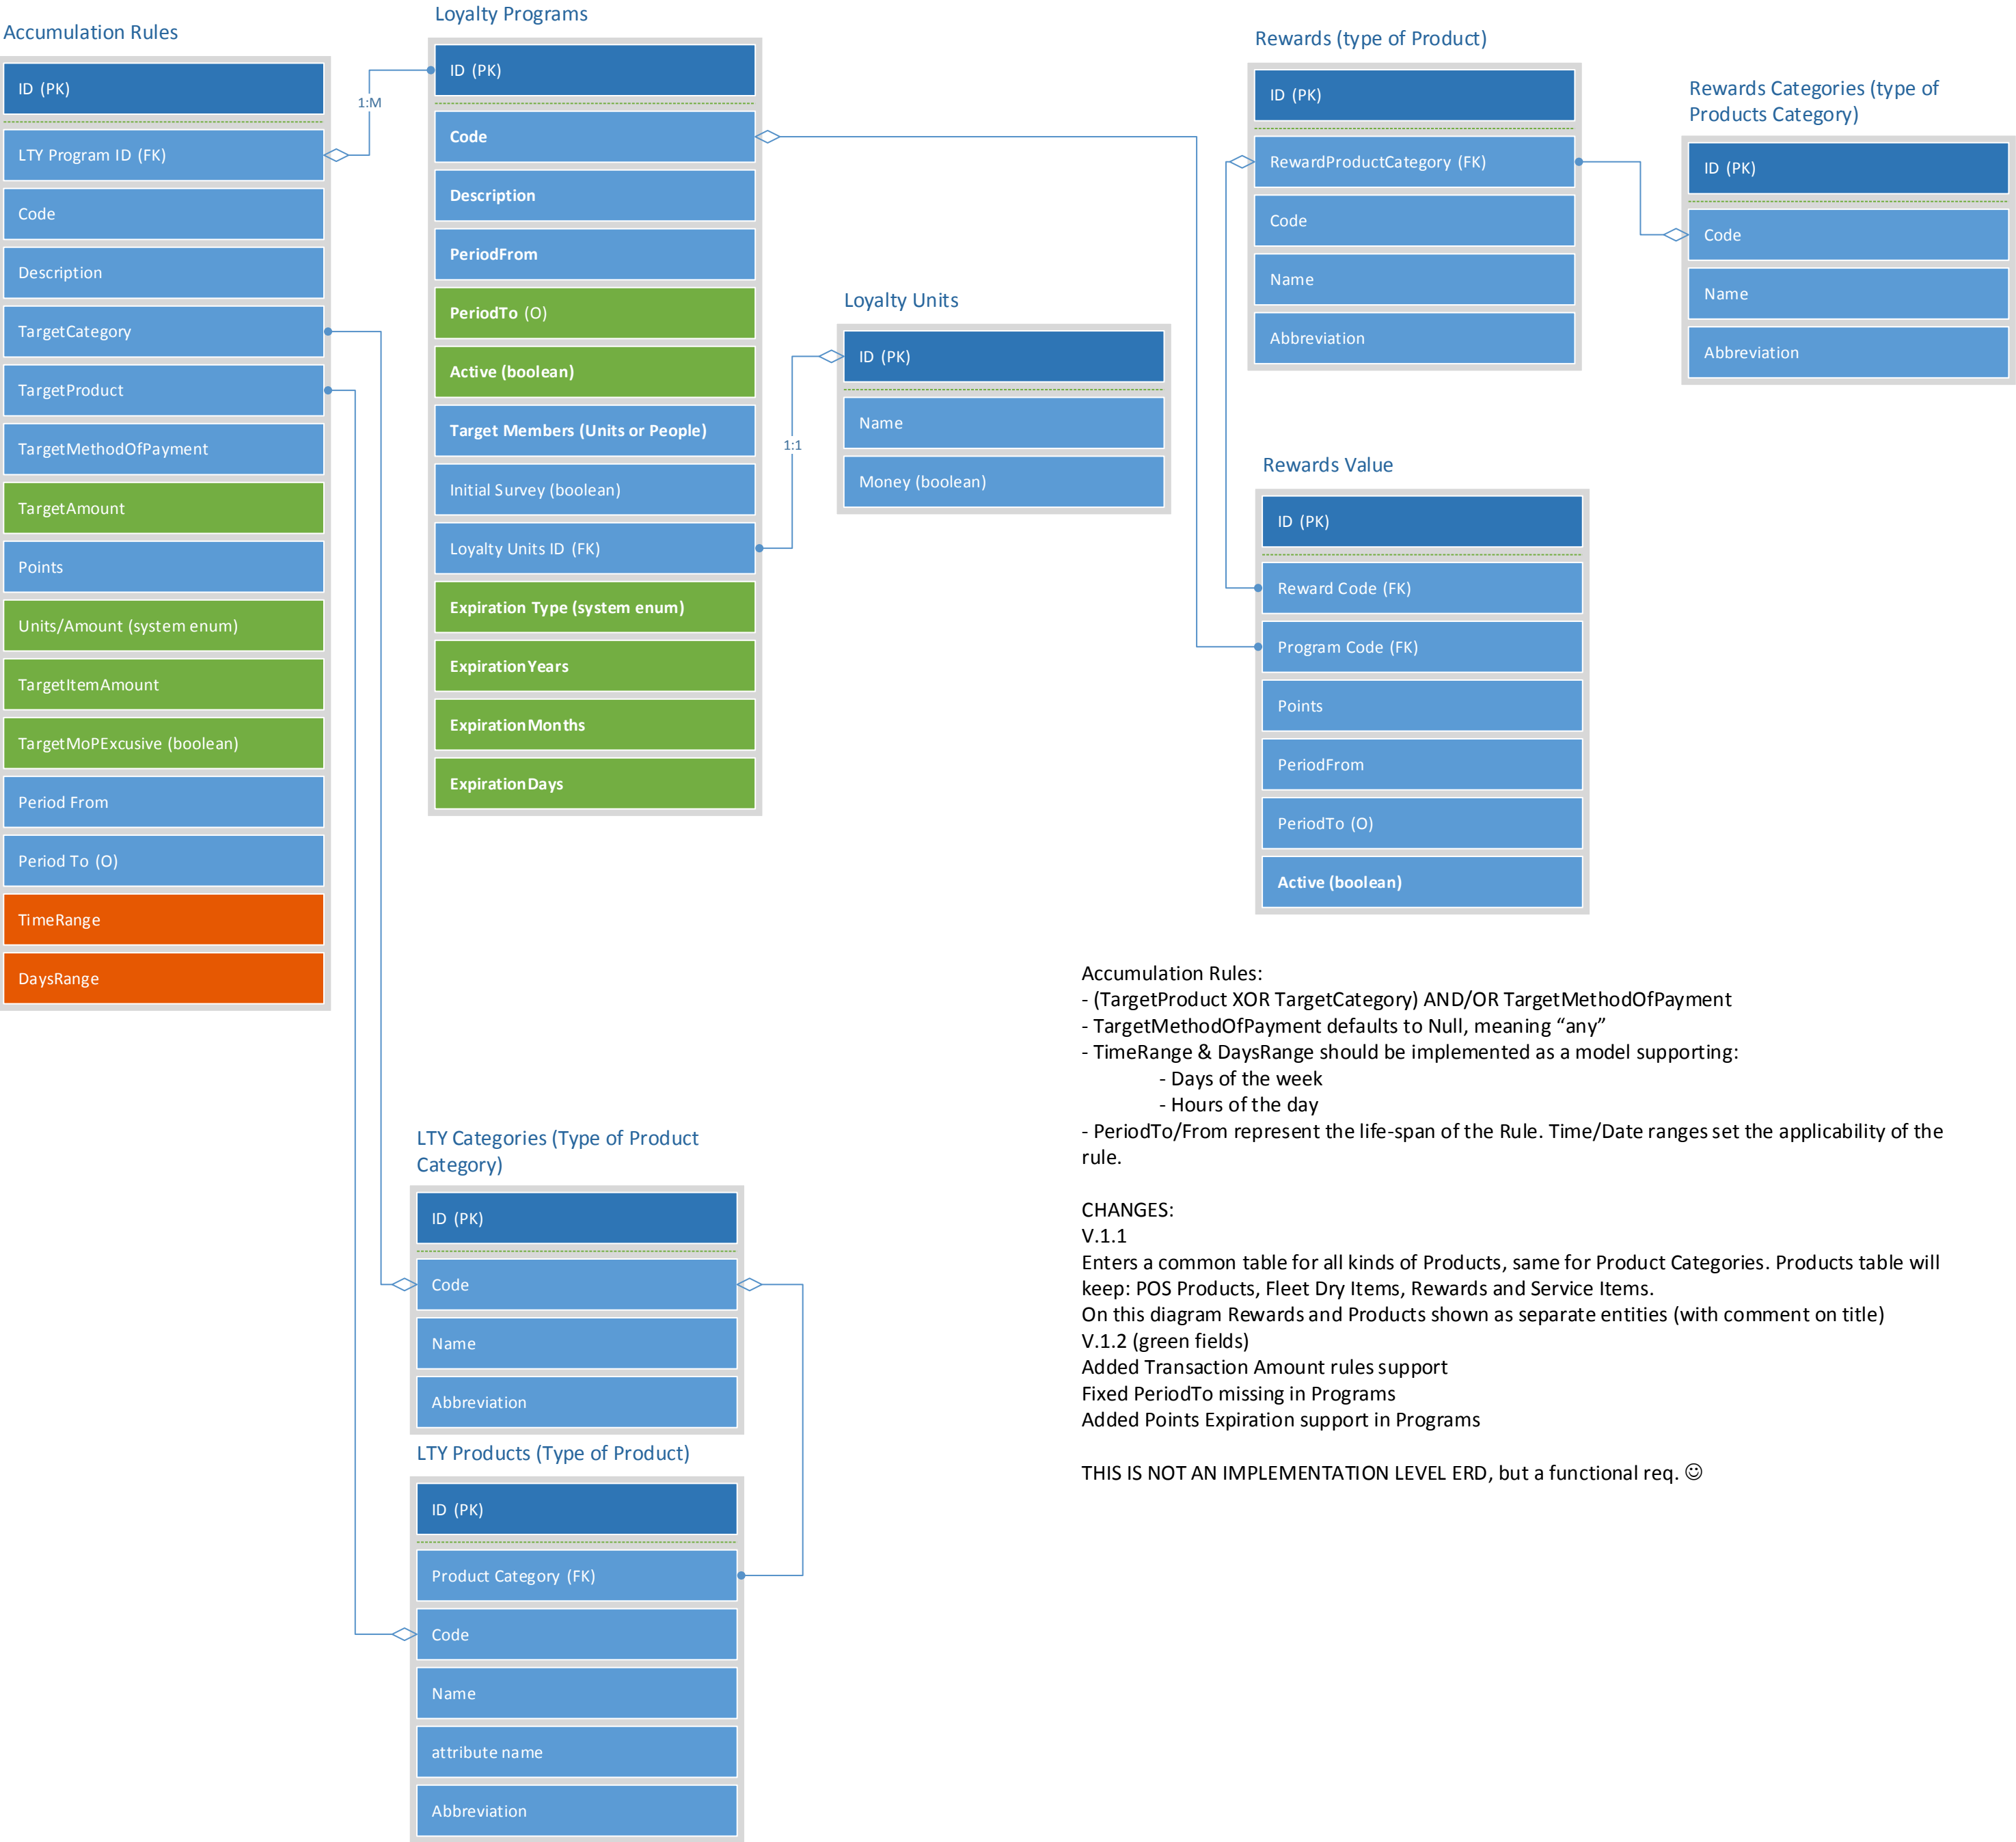 Accumulation Rules
ID (PK)
LTY Program ID (FK)
Code
Description
TargetCategory
TargetProduct
TargetMethodOfPayment
TargetAmount
Points
Units/Amount (system enum)
TargetItemAmount
TargetMoPExcusive (boolean)
Period From
Period To (O)
TimeRange
DaysRange
1:M
Loyalty Programs
ID (PK)
Code
Description
PeriodFrom
PeriodTo (O)
Active (boolean)
Target Members (Units or People)
Initial Survey (boolean)
Loyalty Units ID (FK)
Expiration Type (system enum)
ExpirationYears
ExpirationMonths
ExpirationDays
1:1
Loyalty Units
ID (PK)
Name
Money (boolean)
Rewards (type of Product)
ID (PK)
RewardProductCategory (FK)
Code
Name
Abbreviation
Rewards Categories (type of
Products Category)
ID (PK)
Code
Name
Abbreviation
Rewards Value
ID (PK)
Reward Code (FK)
Program Code (FK)
Points
PeriodFrom
PeriodTo (O)
Active (boolean)
LTY Categories (Type of Product
Category)
ID (PK)
Code
Name
Abbreviation
LTY Products (Type of Product)
ID (PK)
Product Category (FK)
Code
Name
attribute name
Abbreviation
Accumulation Rules:
- (TargetProduct XOR TargetCategory) AND/OR TargetMethodOfPayment
- TargetMethodOfPayment defaults to Null, meaning “any”
- TimeRange & DaysRange should be implemented as a model supporting:
- Days of the week
- Hours of the day
- PeriodTo/From represent the life-span of the Rule. Time/Date ranges set the applicability of the
rule.
CHANGES:
V.1.1
Enters a common table for all kinds of Products, same for Product Categories. Products table will
keep: POS Products, Fleet Dry Items, Rewards and Service Items.
On this diagram Rewards and Products shown as separate entities (with comment on title)
V.1.2 (green fields)
Added Transaction Amount rules support
Fixed PeriodTo missing in Programs
Added Points Expiration support in Programs
THIS IS NOT AN IMPLEMENTATION LEVEL ERD, but a functional req. ☺